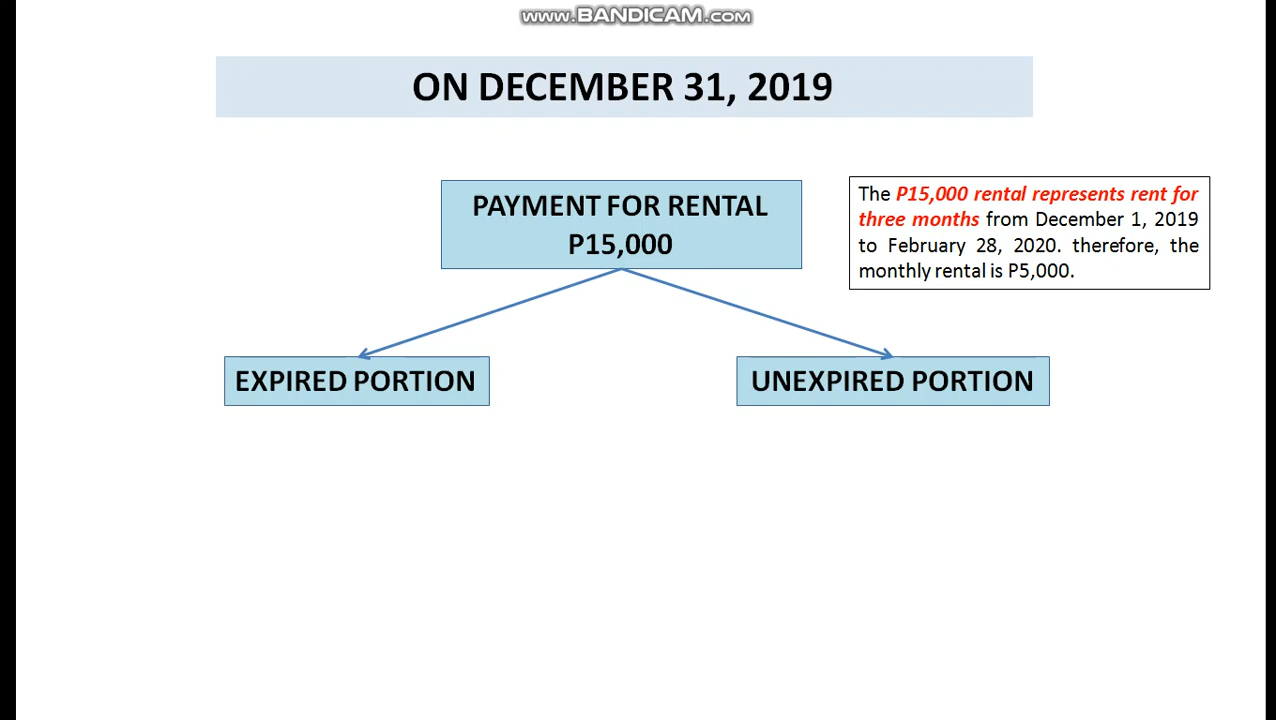 www.BANDICAM.com
ON DECEMBER 31, 2019
PAYMENT FOR RENTAL
P15,000
The P15,000 rental represents rent for
three months from December 1, 2019
to February 28, 2020. therefore, the
monthly rental is P5,000.
EXPIRED PORTION
UNEXPIRED PORTION